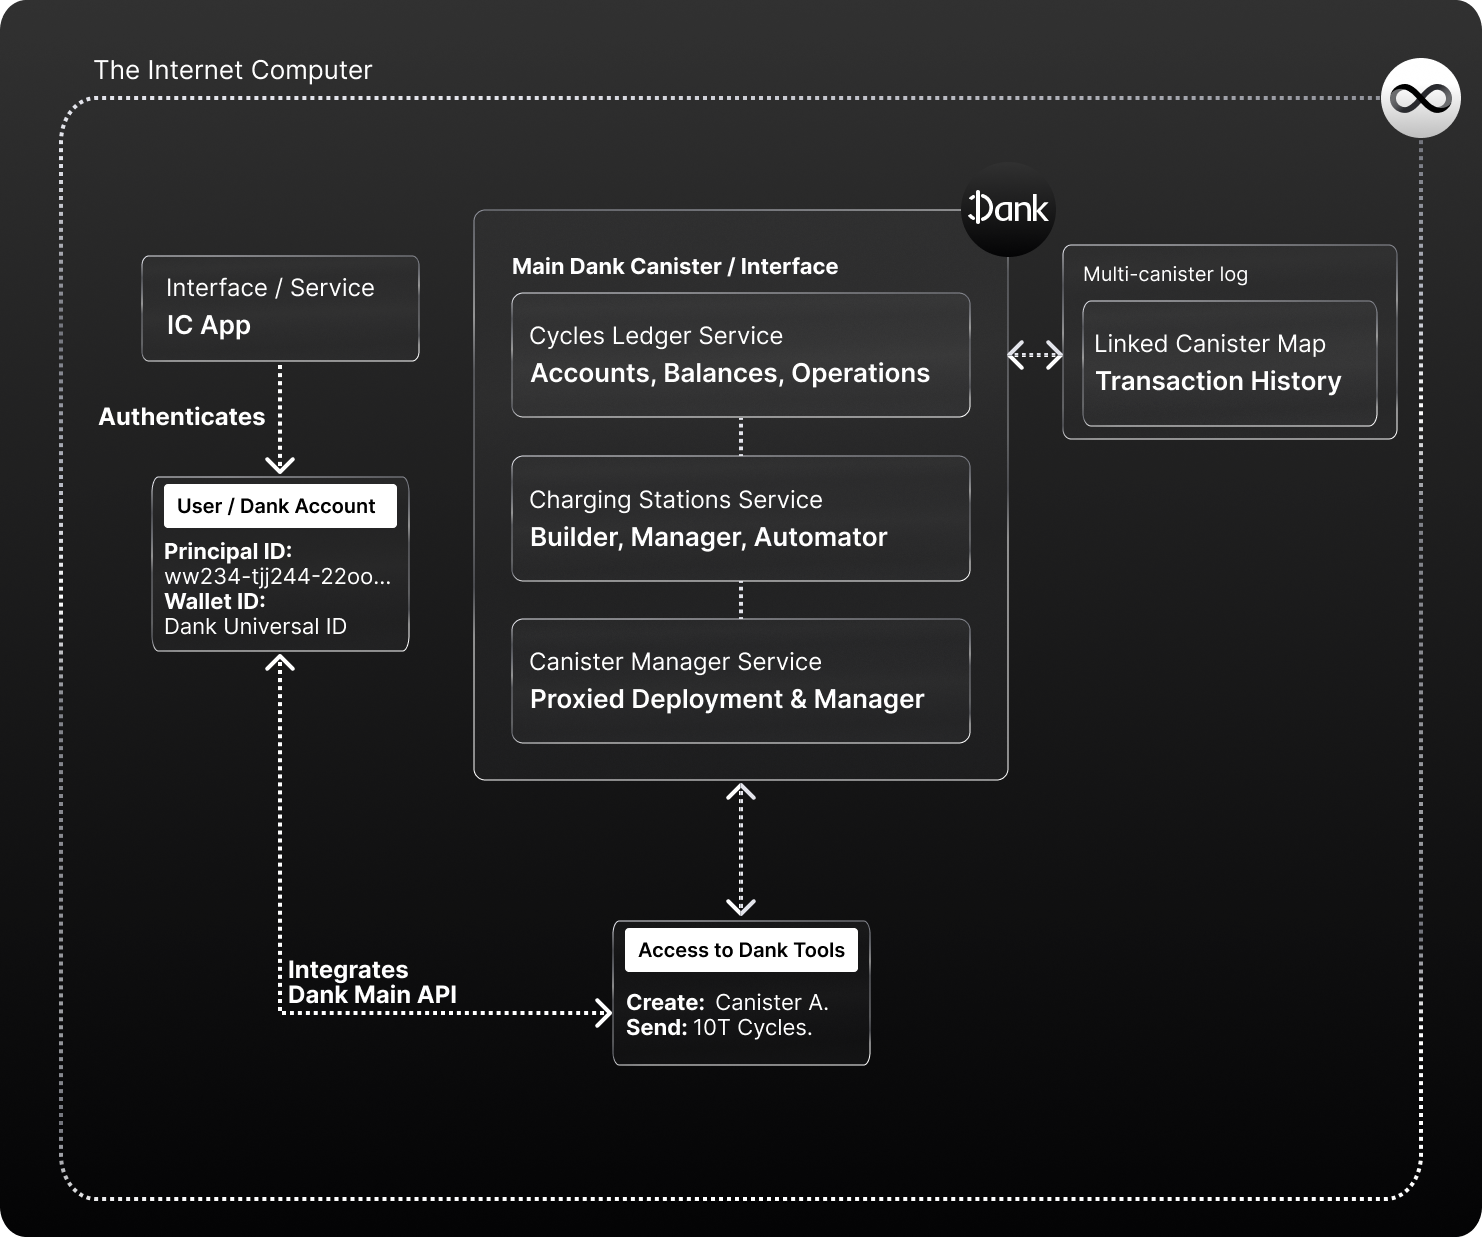 The Internet Computer
Dank
Interface / Service
IC App
Authenticates
User / Dank Account
Principal ID:
ww234-tjj244-22oo...
Wallet ID:
Dank Universal ID
Main Dank Canister / Interface
Cycles Ledger Service
Accounts, Balances, Operations
Charging Stations Service
Builder, Manager, Automator
Canister Manager Service
Proxied Deployment & Manager
Multi-canister log
Linked Canister Map
Transaction History
Integrates
Dank Main API
Access to Dank Tools
Create: Canister A.
Send: 10T Cycles.